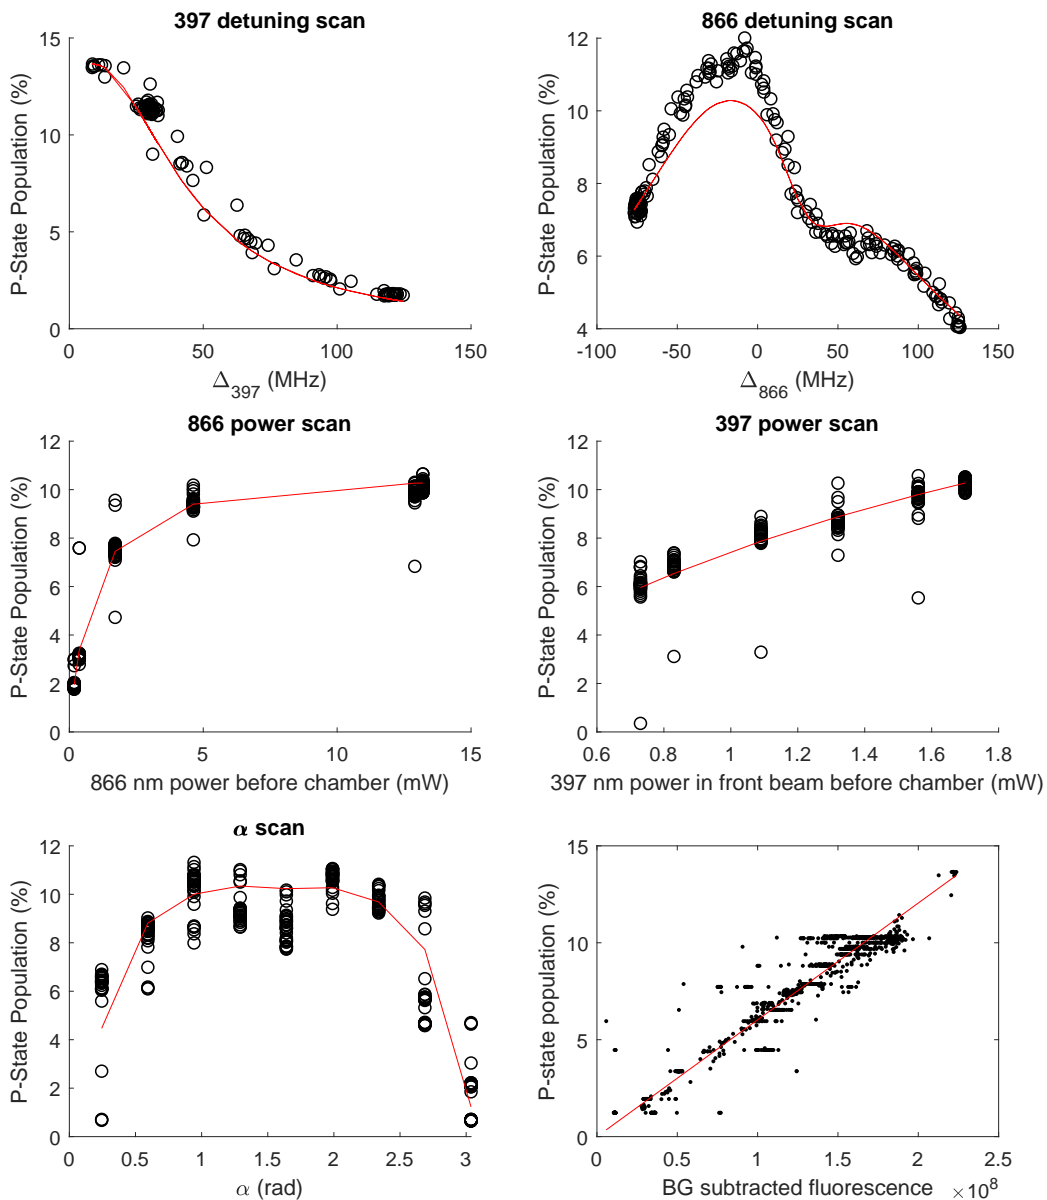 397 detuning scan
P-State Population (%)
15
10
5
0
0 50 100 150
Δ397 (MHz)
866 detuning scan
P-State Population (%)
12
10
8
6
4
-100 -50 0 50 100 150
Δ866 (MHz)
866 power scan
P-State Population (%)
12
10
8
6
4
2
0
0 5 10 15
866 nm power before chamber (mW)
397 power scan
P-State Population (%)
12
10
8
6
4
2
0
0.6 0.8 1 1.2 1.4 1.6 1.8
397 nm power in front beam before chamber (mW)
α scan
P-State Population (%)
12
10
8
6
4
2
0
0 0.5 1 1.5 2 2.5 3
α (rad)
P-state population (%)
15
10
5
0
0 0.5 1 1.5 2 2.5
BG subtracted fluorescence ×10^8